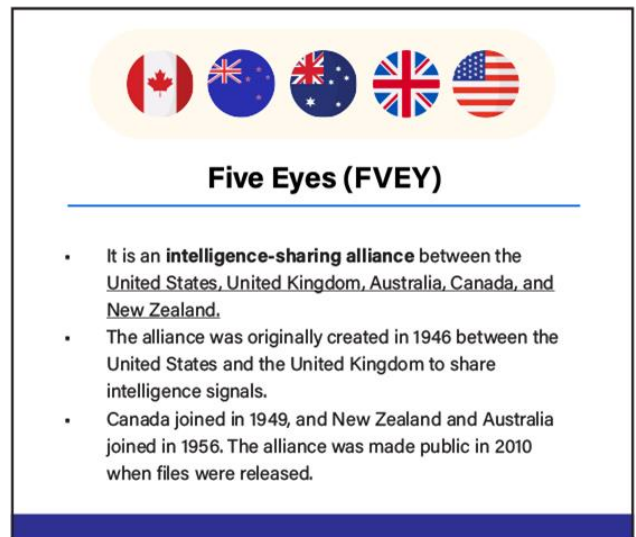 Five Eyes (FVEY)
▪ It is an intelligence-sharing alliance between the
United States, United Kingdom, Australia, Canada, and
New Zealand.
▪ The alliance was originally created in 1946 between the
United States and the United Kingdom to share
intelligence signals.
▪ Canada joined in 1949, and New Zealand and Australia
joined in 1956. The alliance was made public in 2010
when files were released.